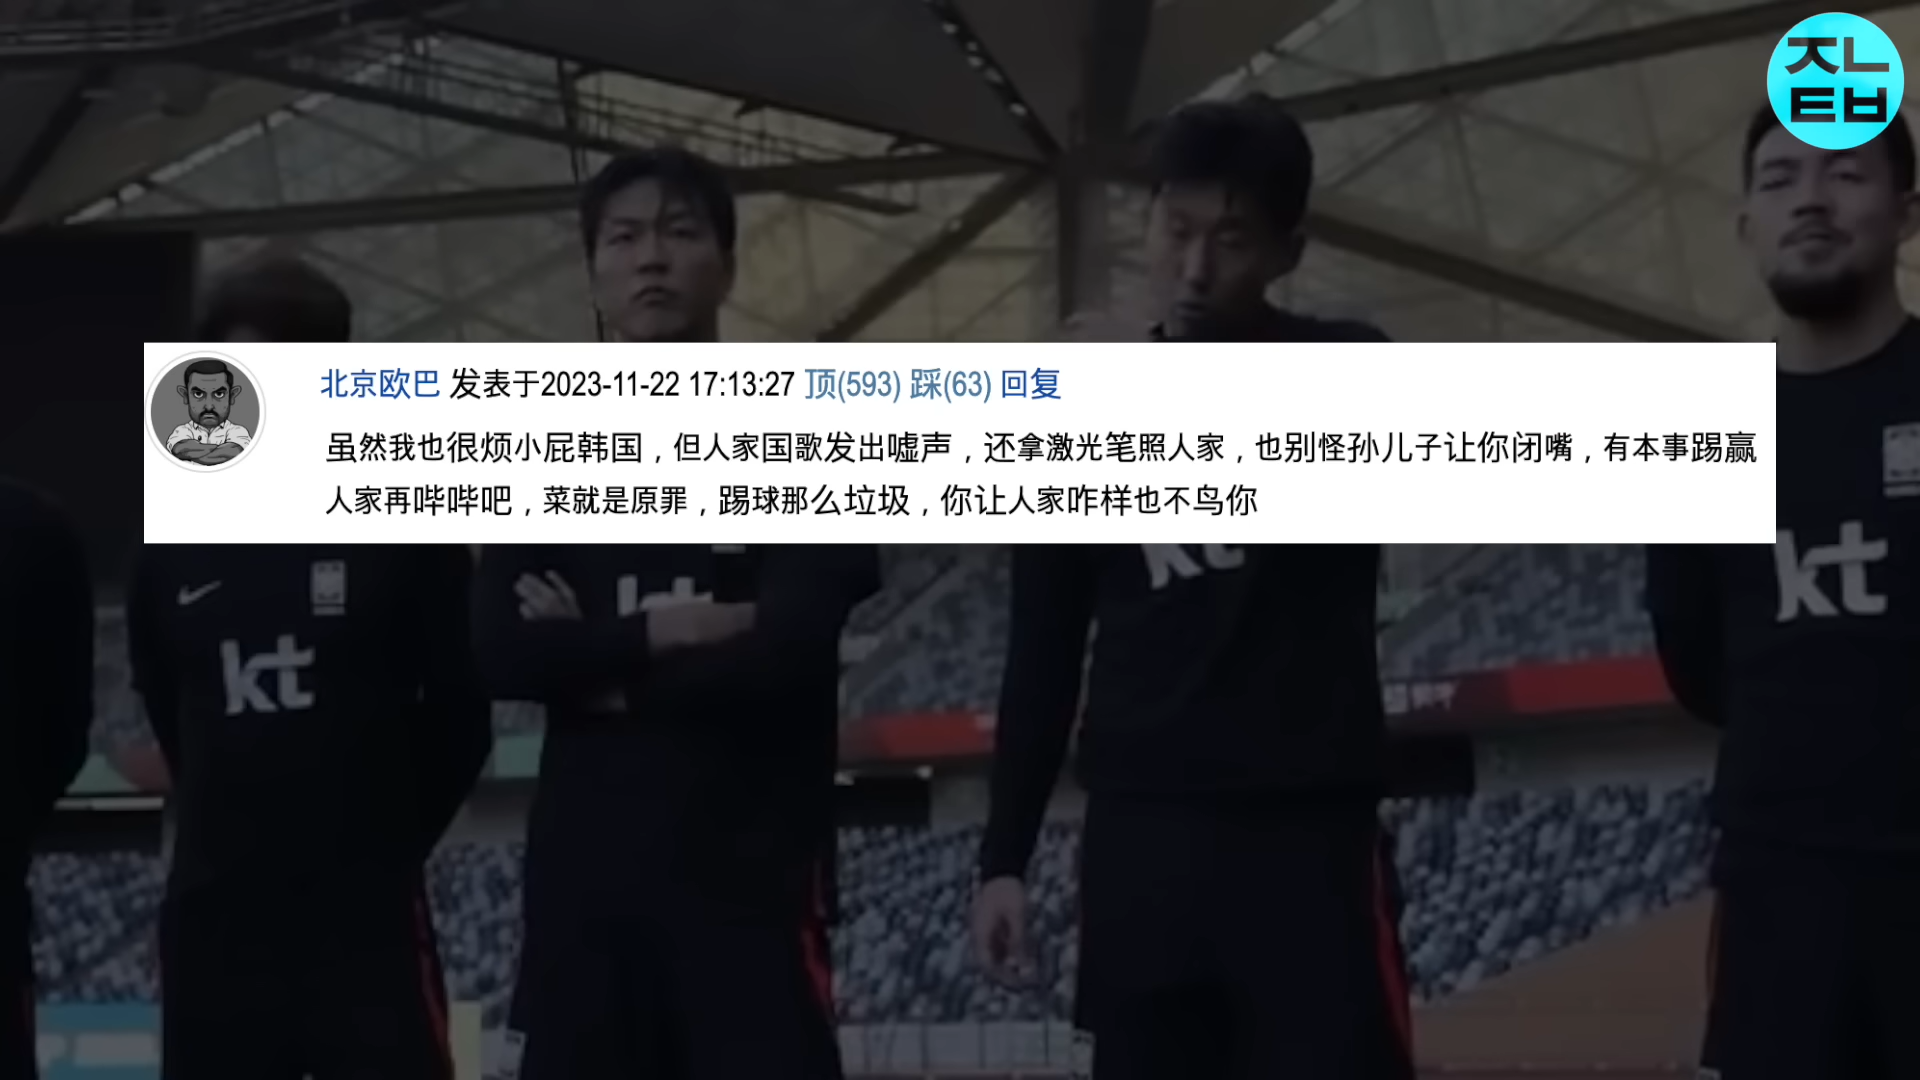 ㅈㄴ
ㅌㅂ
北京欧巴 发表于2023-11-22 17:13:27 顶(593) 踩(63) 回复
虽然我也很烦小屁韩国，但人家国歌发出嘘声，还拿激光笔照人家，也别怪孙儿子让你闭嘴，有本事踢赢
人家再哔哔吧，菜就是原罪，踢球那么垃圾，你让人家咋样也不鸟你
kt
kt
kt
kt